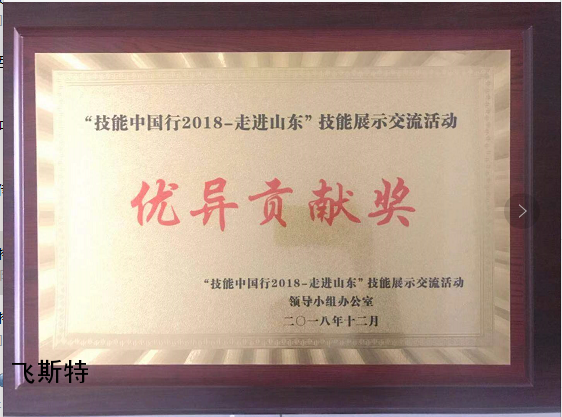 “技能中国行2018-走进山东”技能展示交流活动
优异贡献奖
“技能中国行2018-走进山东”技能展示交流活动
领导小组办公室
二〇一八年十二月
飞斯特